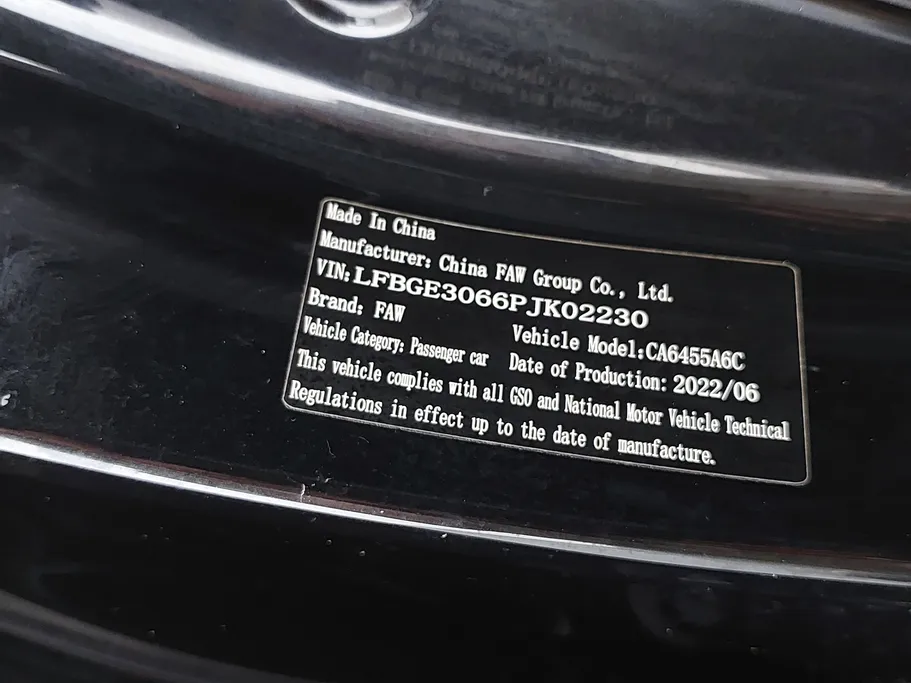 Made In China
Manufacturer: China FAW Group Co., Ltd.
VIN: LFBGE3066PJK02230
Brand: FAW
Vehicle Model:CA6455A6C
Vehicle Category: Passenger car
Date of Production: 2022/06
This vehicle complies with all GSO and National Motor Vehicle Technical
Regulations in effect up to the date of manufacture.